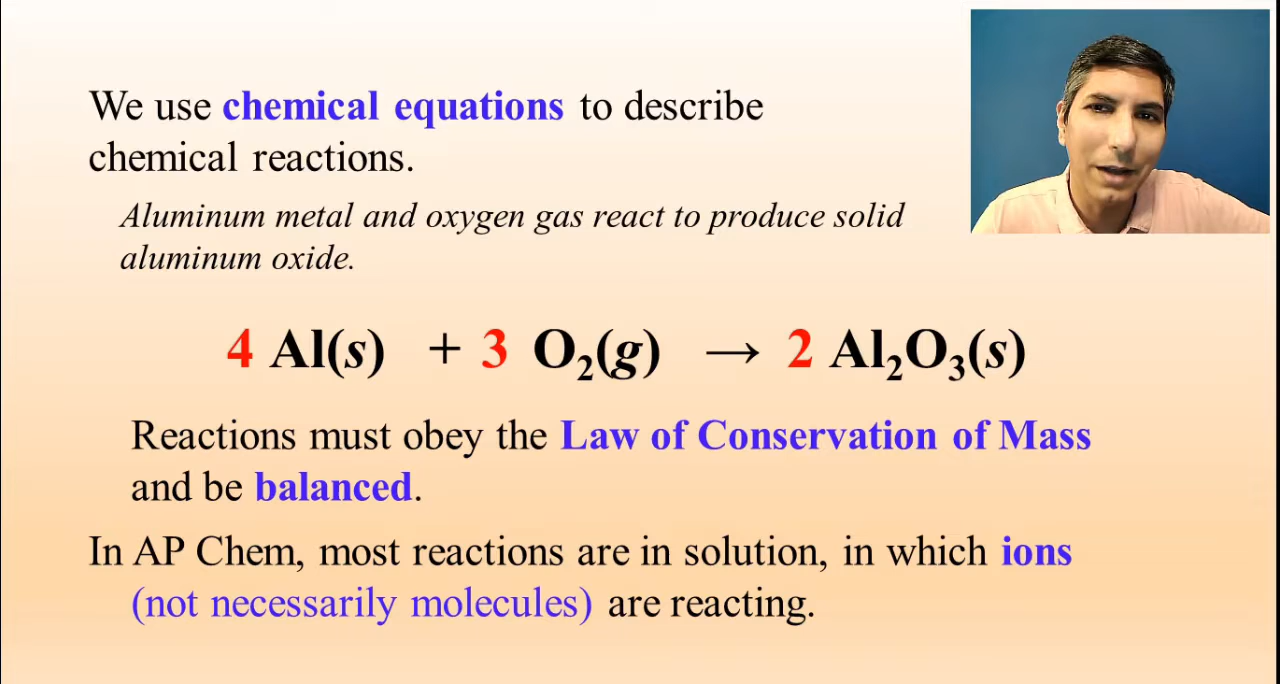 We use chemical equations to describe
chemical reactions.
Aluminum metal and oxygen gas react to produce solid
aluminum oxide.
4 Al(s) + 3 O₂(g) → 2 Al₂O₃(s)
Reactions must obey the Law of Conservation of Mass
and be balanced.
In AP Chem, most reactions are in solution, in which ions
(not necessarily molecules) are reacting.